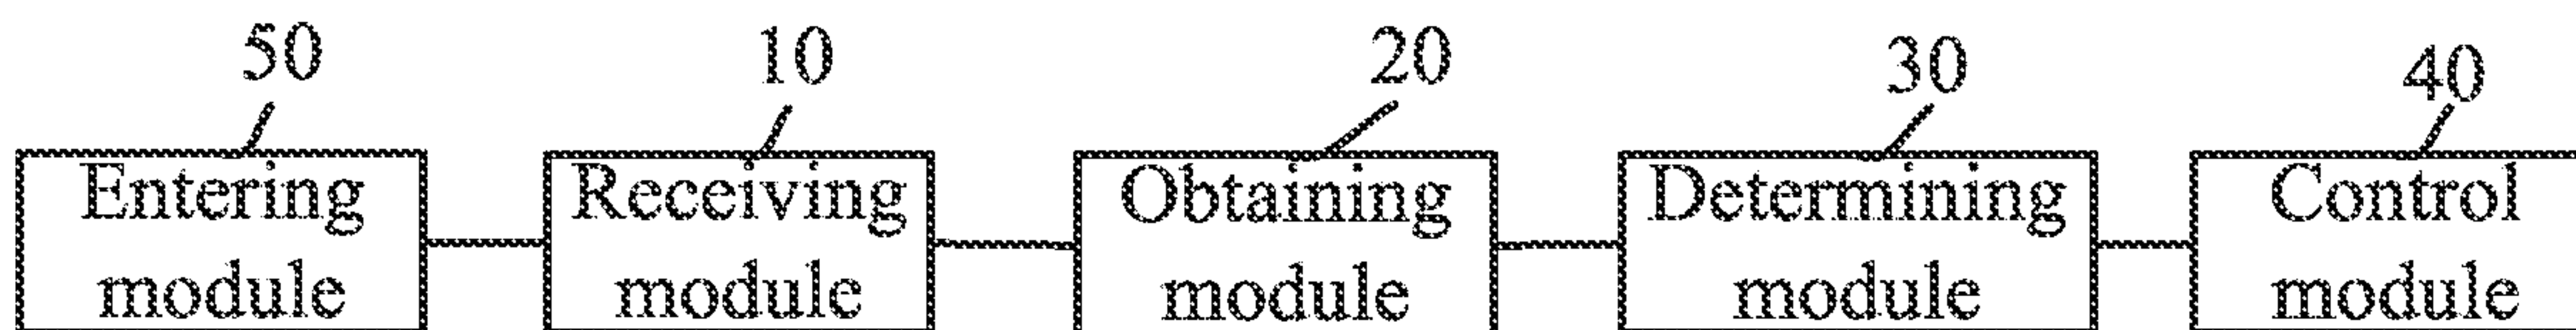 50 10 20 30 40
Entering Receiving Obtaining Determining Control
module module module module module